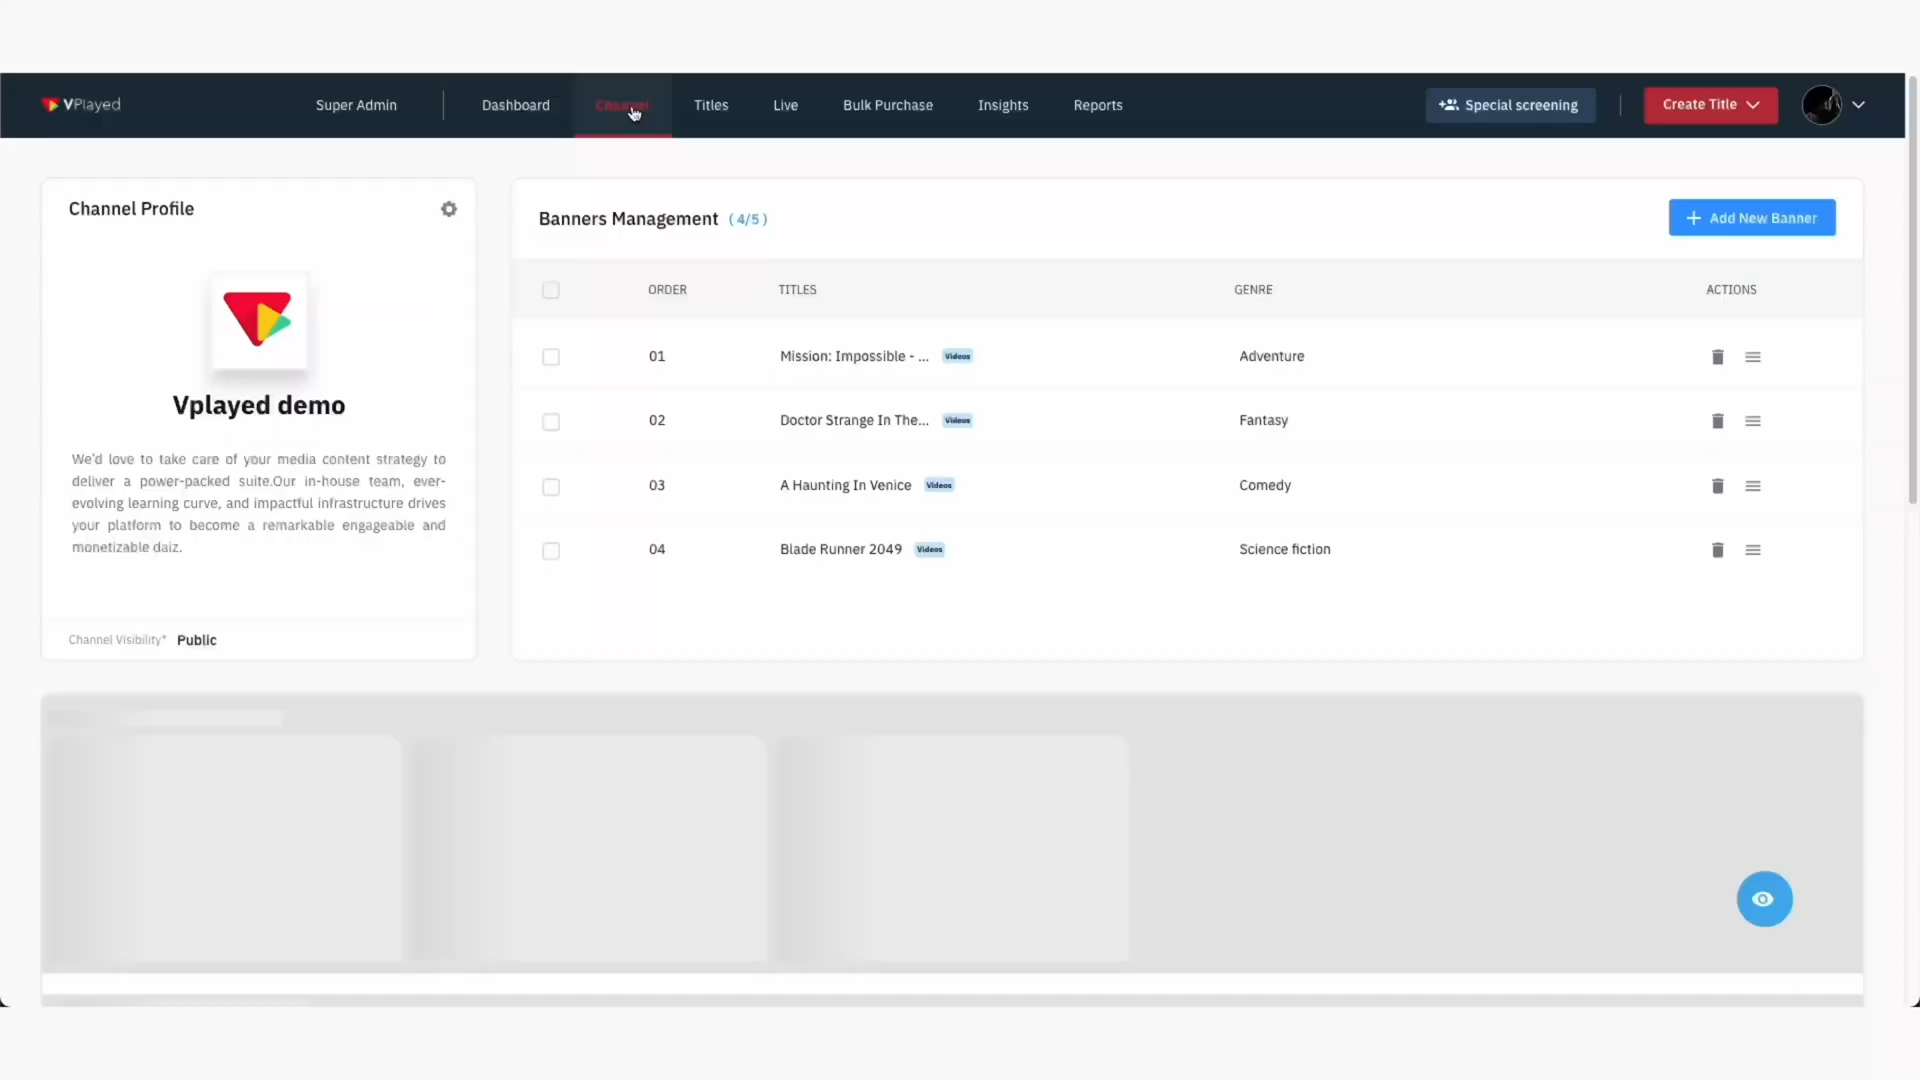 VPlayed
Super Admin
Dashboard
Channel
Titles
Live
Bulk Purchase
Insights
Reports
Special screening
Create Title
Channel Profile
Vplayed demo
We'd love to take care of your media content strategy to
deliver a power-packed suite.Our in-house team, ever-
evolving learning curve, and impactful infrastructure drives
your platform to become a remarkable engageable and
monetizable daiz.
Channel Visibility* Public
Banners Management (4/5)
Add New Banner
ORDER TITLES GENRE ACTIONS
01 Mission: Impossible - ... Videos Adventure
02 Doctor Strange In The... Videos Fantasy
03 A Haunting In Venice Videos Comedy
04 Blade Runner 2049 Videos Science fiction